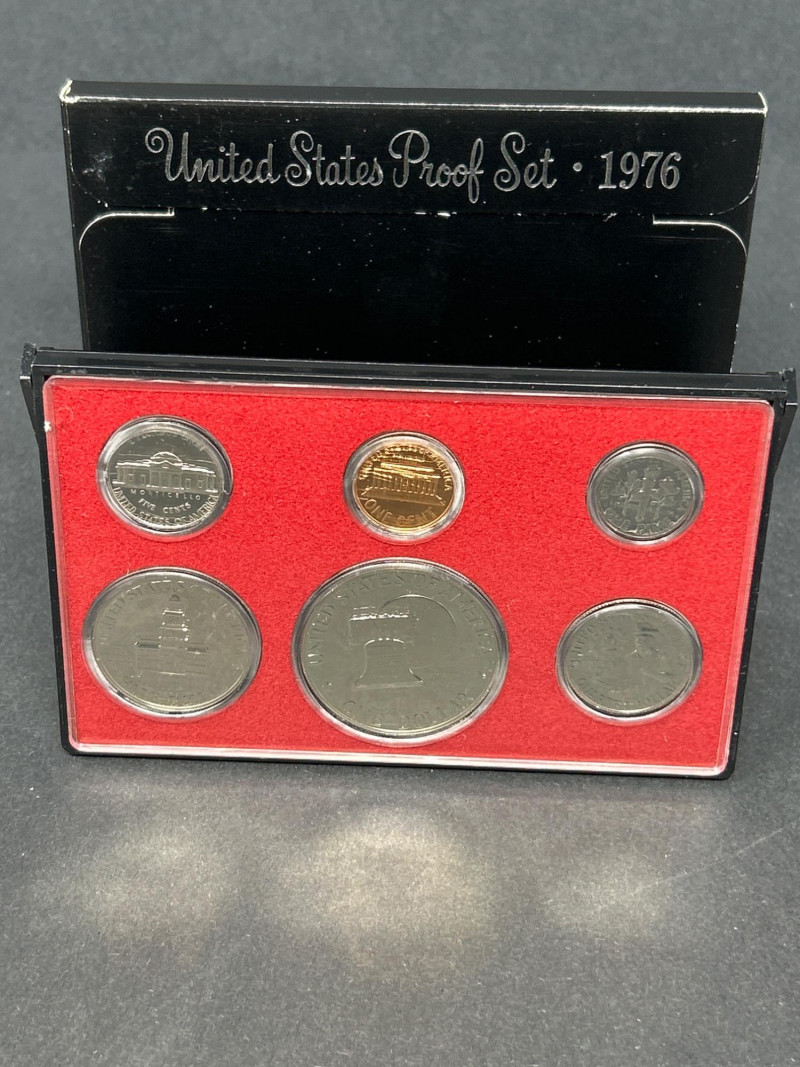 United States Proof Set · 1976
MONTICELLO
FIVE CENTS
UNITED STATES OF AMERICA
ONE CENT
UNITED STATES OF AMERICA
ONE DOLLAR